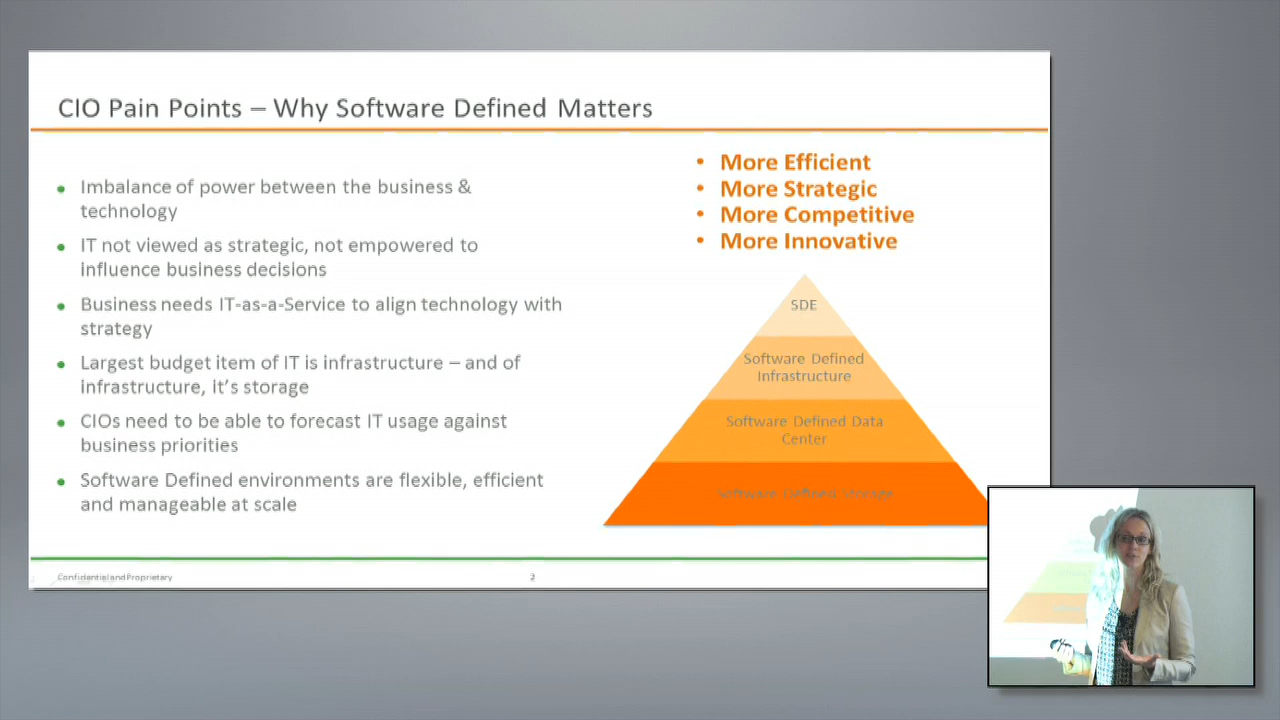 CIO Pain Points – Why Software Defined Matters
• Imbalance of power between the business &
technology
• IT not viewed as strategic, not empowered to
influence business decisions
• Business needs IT-as-a-Service to align technology with
strategy
• Largest budget item of IT is infrastructure – and of
infrastructure, it's storage
• CIOs need to be able to forecast IT usage against
business priorities
• Software Defined environments are flexible, efficient
and manageable at scale
• More Efficient
• More Strategic
• More Competitive
• More Innovative
SDE
Software Defined
Infrastructure
Software Defined Data
Center
Software Defined Storage
Confidential and Proprietary
2